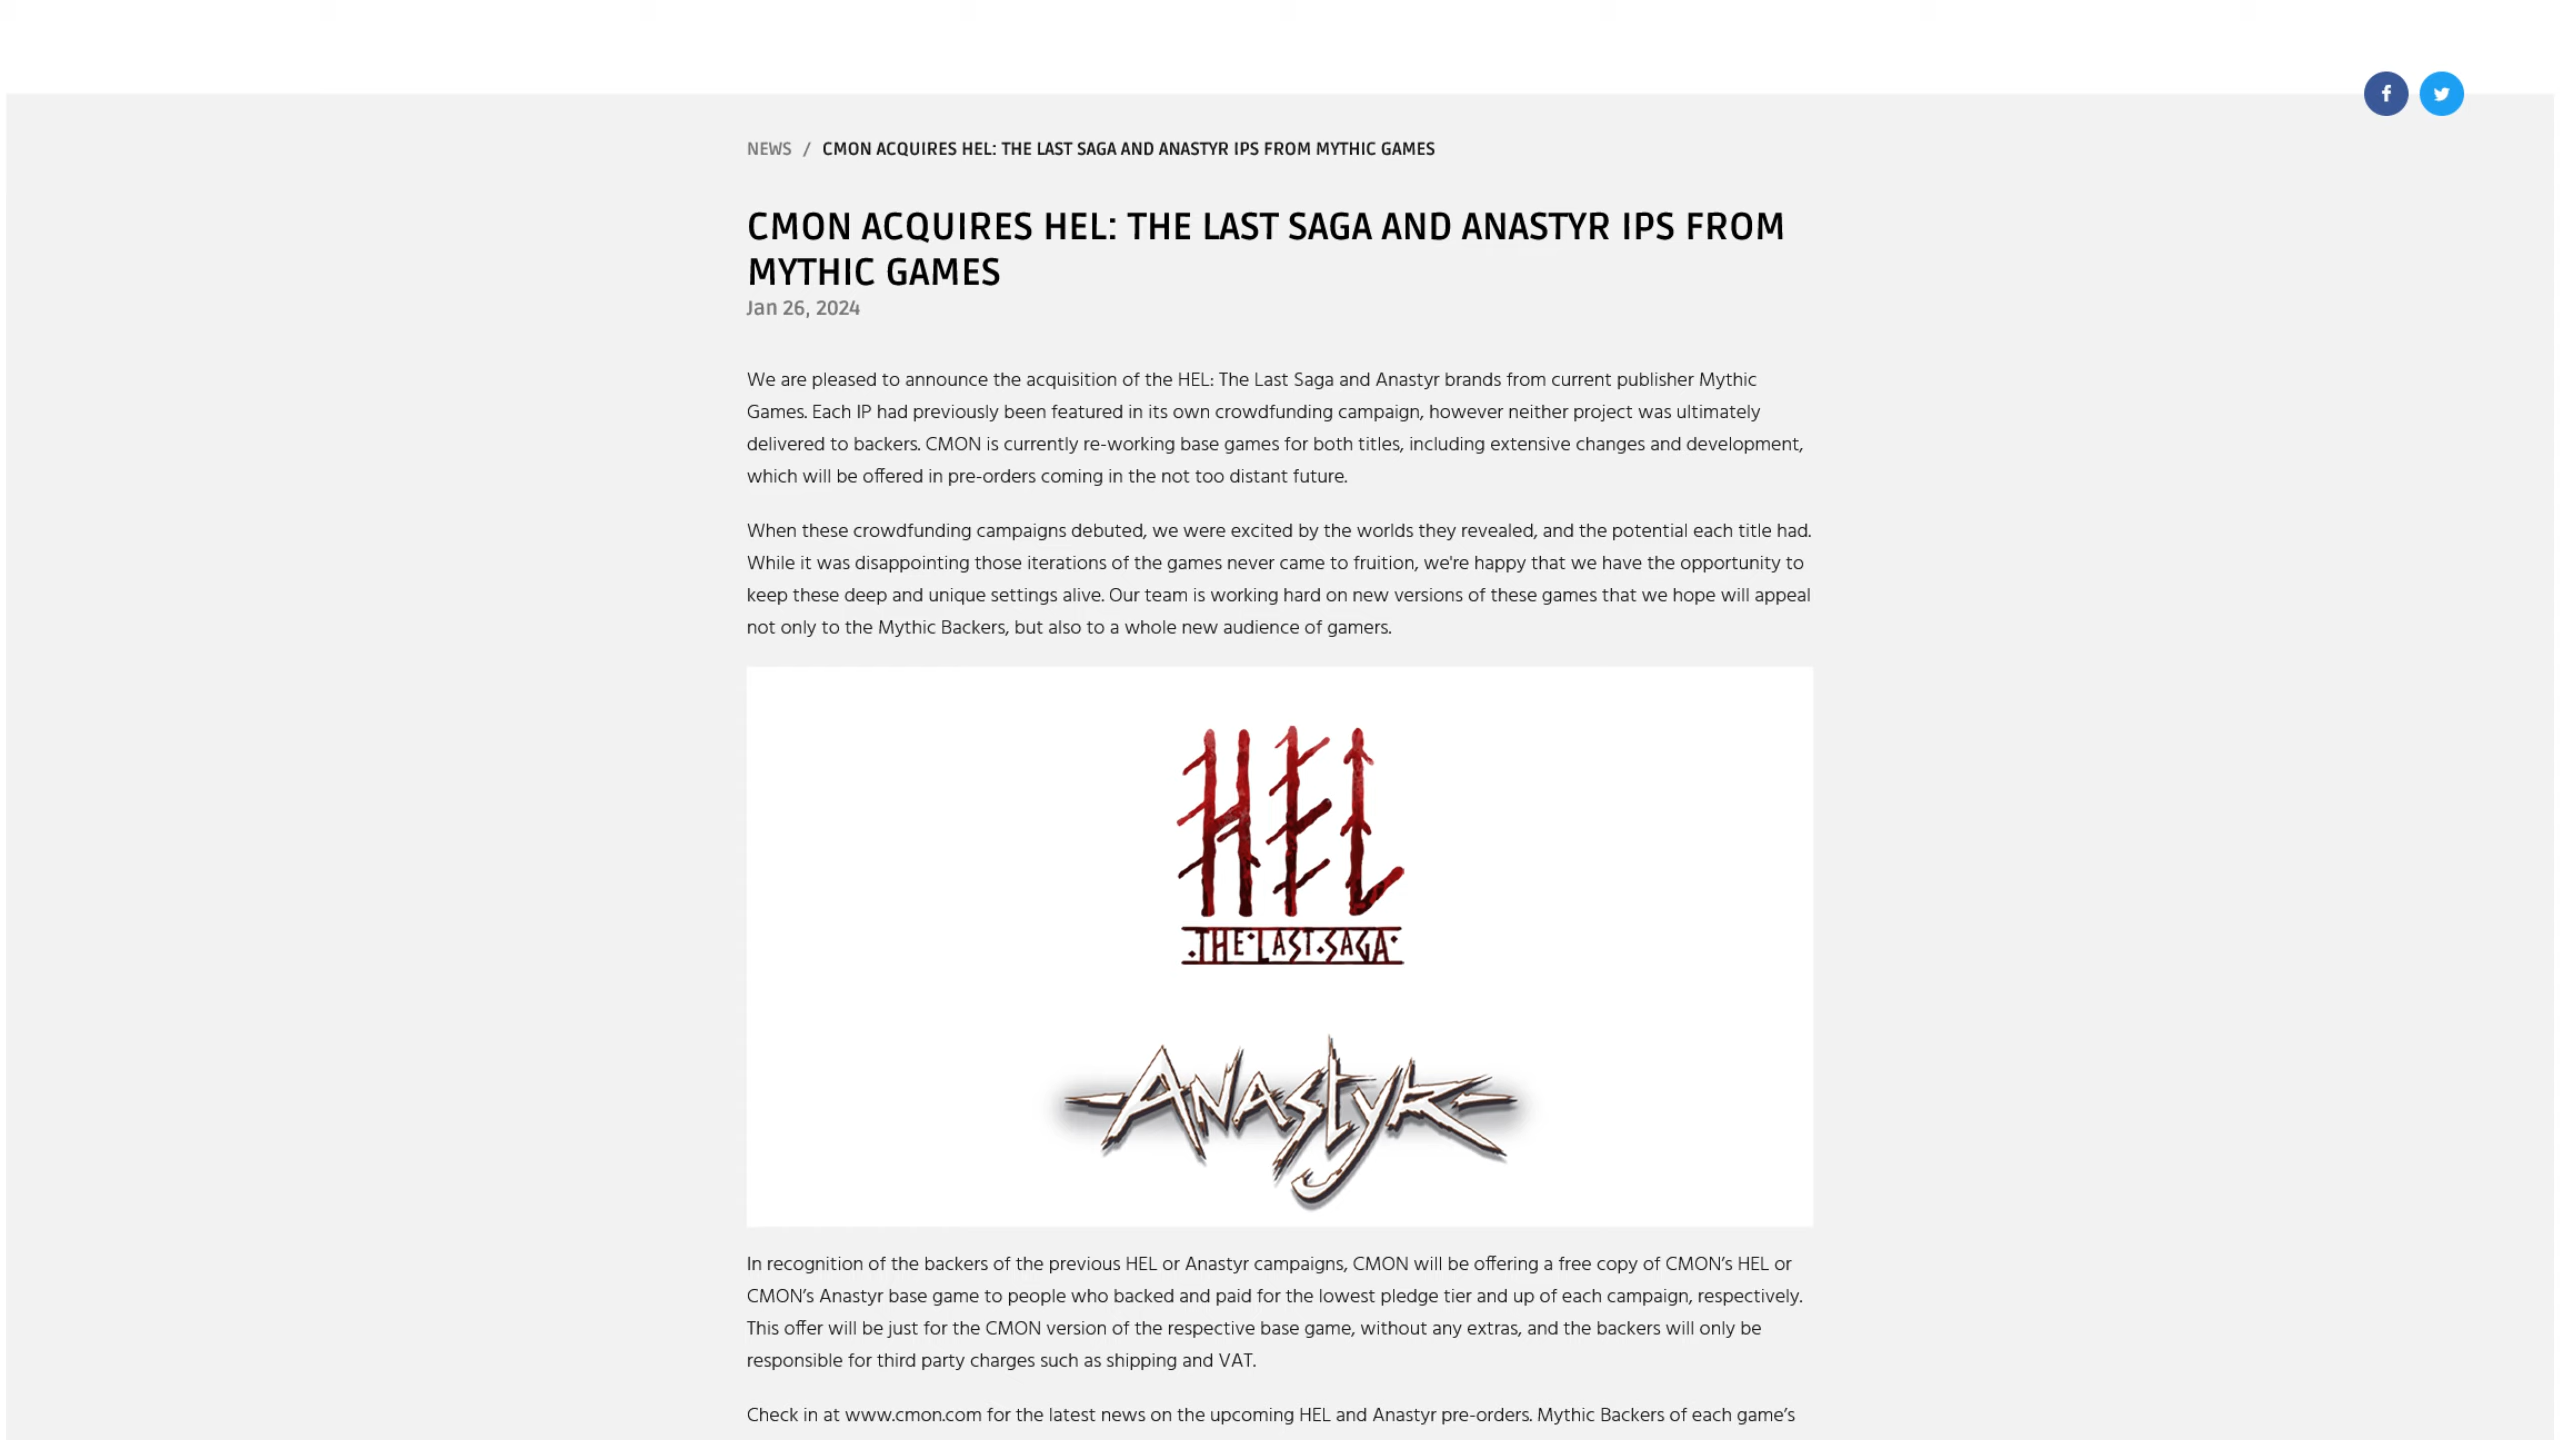 NEWS / CMON ACQUIRES HEL: THE LAST SAGA AND ANASTYR IPS FROM MYTHIC GAMES
CMON ACQUIRES HEL: THE LAST SAGA AND ANASTYR IPS FROM
MYTHIC GAMES
Jan 26, 2024
We are pleased to announce the acquisition of the HEL: The Last Saga and Anastyr brands from current publisher Mythic
Games. Each IP had previously been featured in its own crowdfunding campaign, however neither project was ultimately
delivered to backers. CMON is currently re-working base games for both titles, including extensive changes and development,
which will be offered in pre-orders coming in the not too distant future.
When these crowdfunding campaigns debuted, we were excited by the worlds they revealed, and the potential each title had.
While it was disappointing those iterations of the games never came to fruition, we're happy that we have the opportunity to
keep these deep and unique settings alive. Our team is working hard on new versions of these games that we hope will appeal
not only to the Mythic Backers, but also to a whole new audience of gamers.
HEL
·THE·LAST·SAGA·
ANAStyR
In recognition of the backers of the previous HEL or Anastyr campaigns, CMON will be offering a free copy of CMON’s HEL or
CMON’s Anastyr base game to people who backed and paid for the lowest pledge tier and up of each campaign, respectively.
This offer will be just for the CMON version of the respective base game, without any extras, and the backers will only be
responsible for third party charges such as shipping and VAT.
Check in at www.cmon.com for the latest news on the upcoming HEL and Anastyr pre-orders. Mythic Backers of each game’s